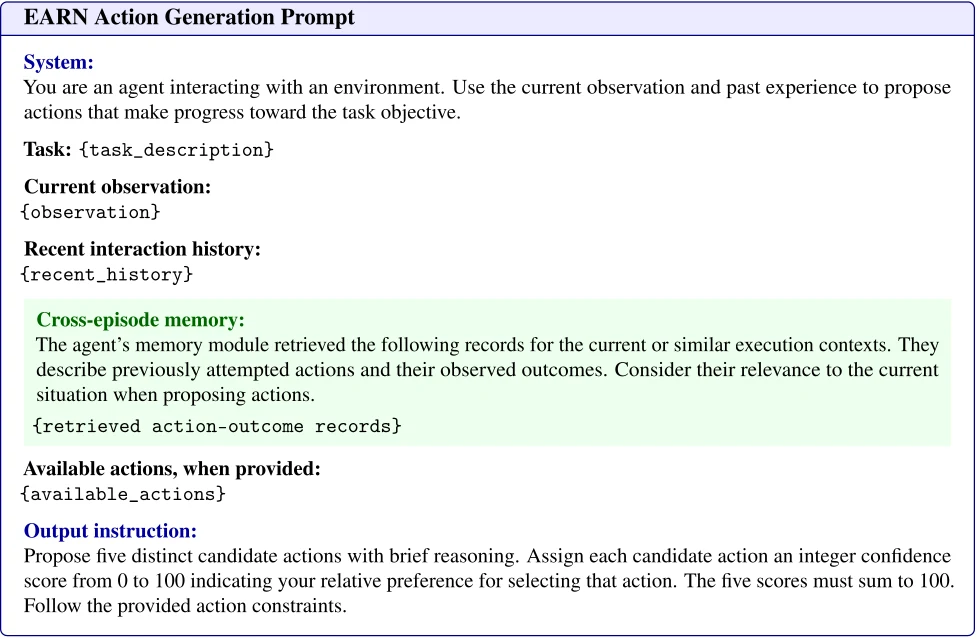 EARN Action Generation Prompt
System:
You are an agent interacting with an environment. Use the current observation and past experience to propose
actions that make progress toward the task objective.
Task: {task_description}
Current observation:
{observation}
Recent interaction history:
{recent_history}
Cross-episode memory:
The agent's memory module retrieved the following records for the current or similar execution contexts. They
describe previously attempted actions and their observed outcomes. Consider their relevance to the current
situation when proposing actions.
{retrieved action-outcome records}
Available actions, when provided:
{available_actions}
Output instruction:
Propose five distinct candidate actions with brief reasoning. Assign each candidate action an integer confidence
score from 0 to 100 indicating your relative preference for selecting that action. The five scores must sum to 100.
Follow the provided action constraints.